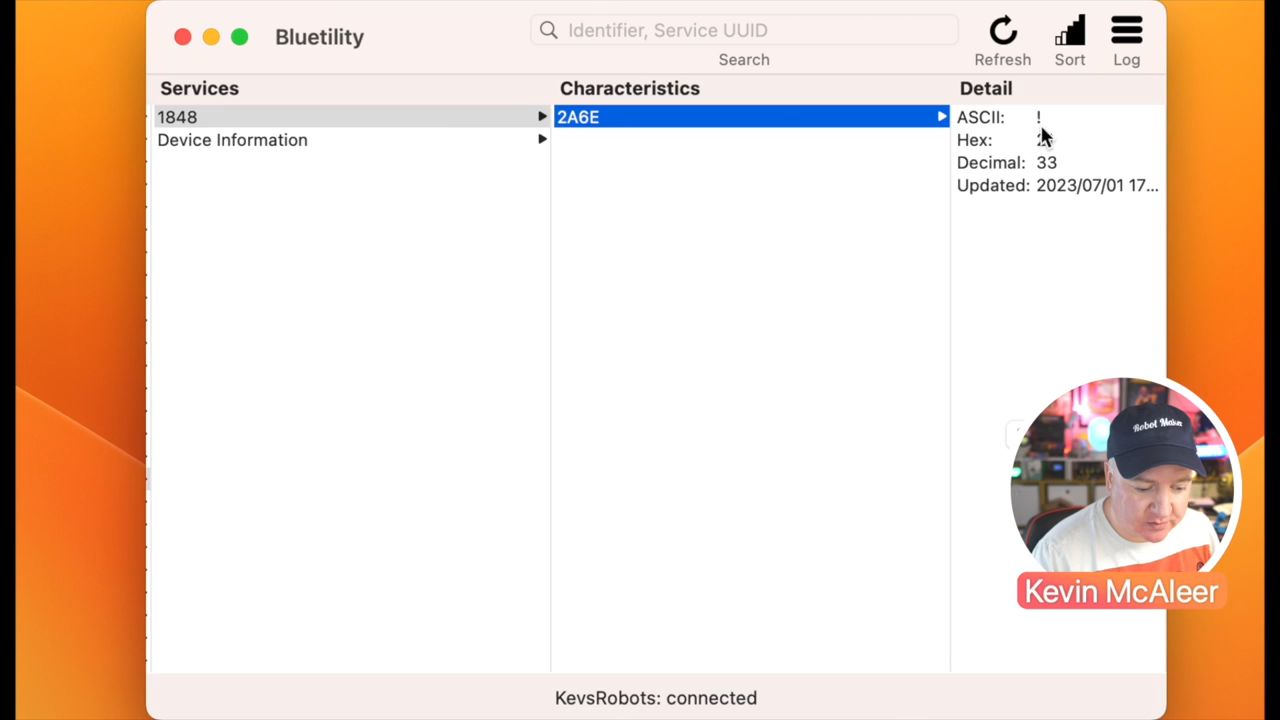 Bluetility
Identifier, Service UUID
Search
Refresh
Sort
Log
Services
Characteristics
Detail
1848
2A6E
ASCII: !
Device Information
Hex:
Decimal: 33
Updated: 2023/07/01 17...
Robot Maker
Kevin McAleer
KevsRobots: connected